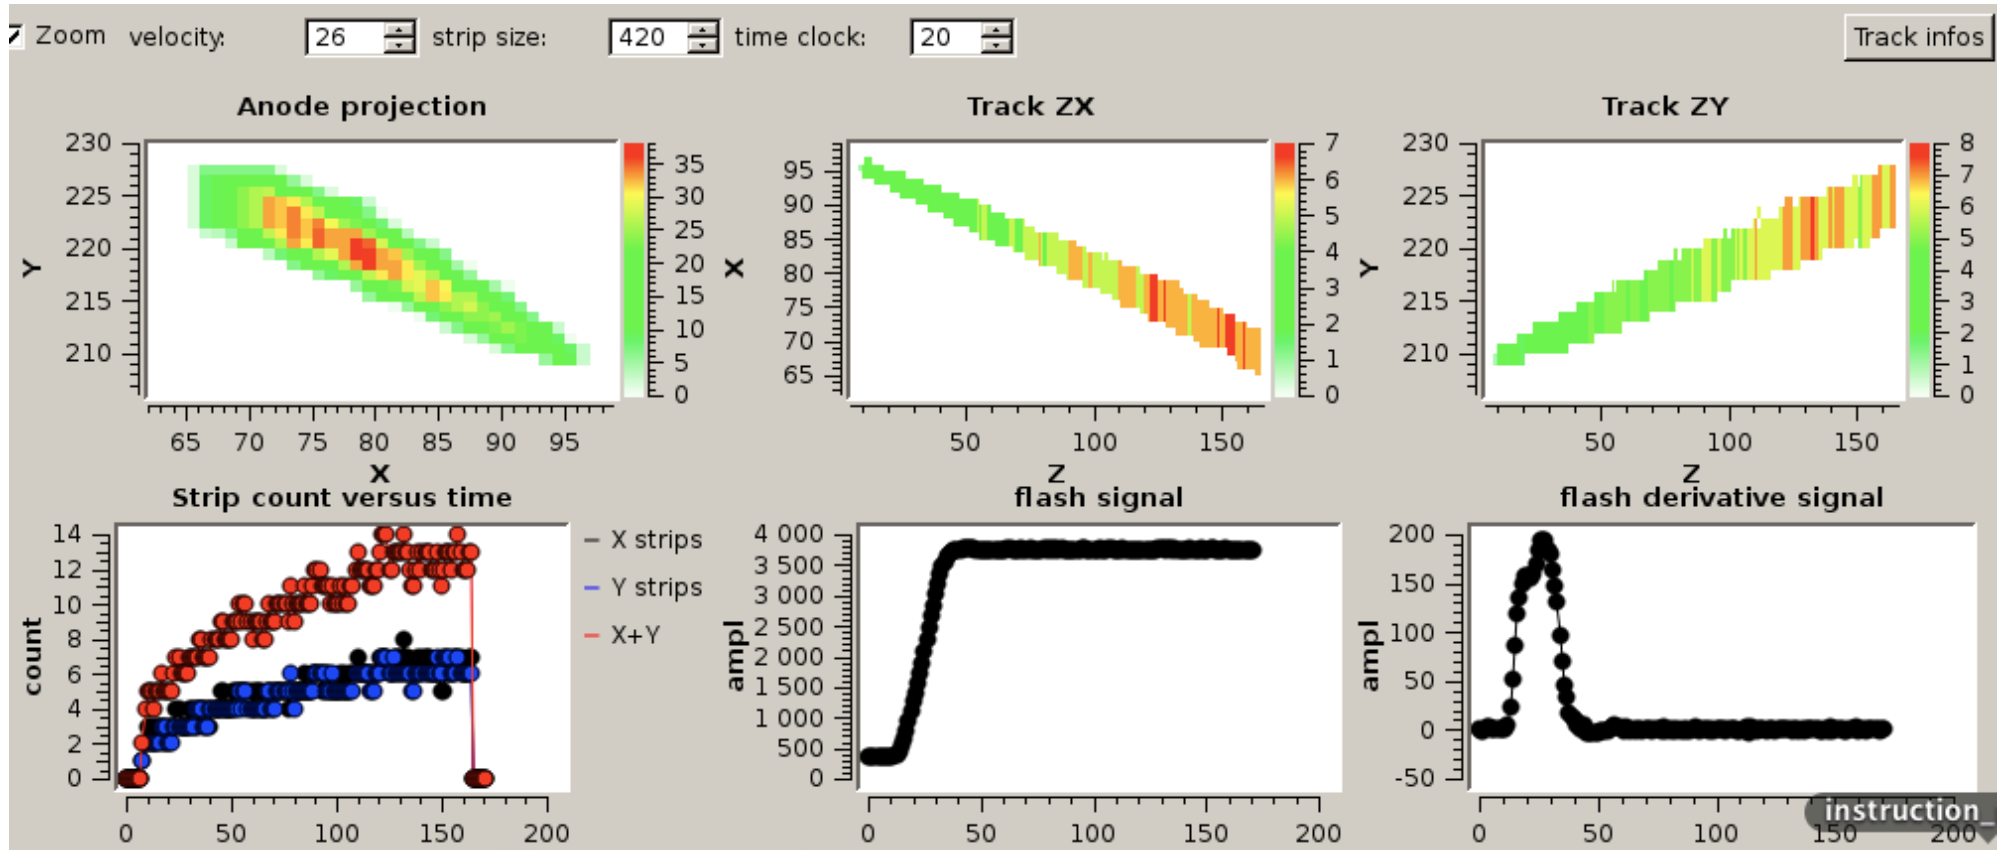 Zoom velocity: 26 strip size: 420 time clock: 20 Track infos
Anode projection
230
225
220
215
210
Y
65 70 75 80 85 90 95
X
35
30
25
20
15
10
5
0
Track ZX
95
90
85
80
75
70
65
X
50 100 150
Z
7
6
5
4
3
2
1
0
Track ZY
230
225
220
215
210
Y
50 100 150
Z
8
7
6
5
4
3
2
1
0
Strip count versus time
14
12
10
8
6
4
2
0
count
0 50 100 150 200
X strips
Y strips
X+Y
flash signal
4 000
3 500
3 000
2 500
2 000
1 500
1 000
500
0
ampl
0 50 100 150 200
flash derivative signal
200
150
100
50
0
-50
ampl
0 50 100 150 200
instruction_